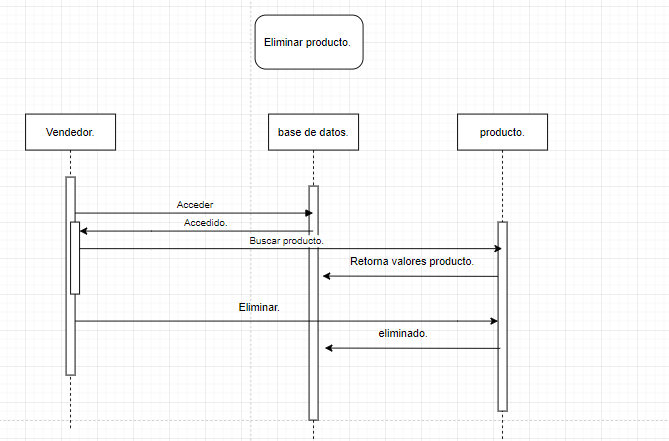 Eliminar producto.
Vendedor.
base de datos.
producto.
Acceder
Accedido.
Buscar producto.
Retorna valores producto.
Eliminar.
eliminado.